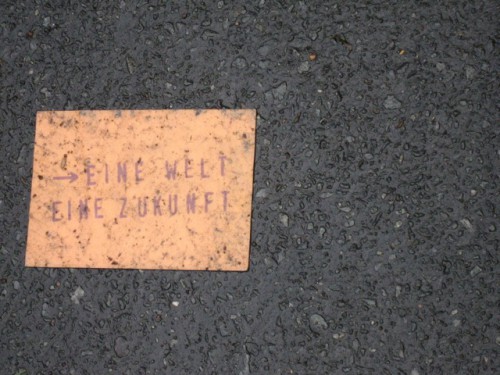 → EINE WELT
EINE ZUKUNFT